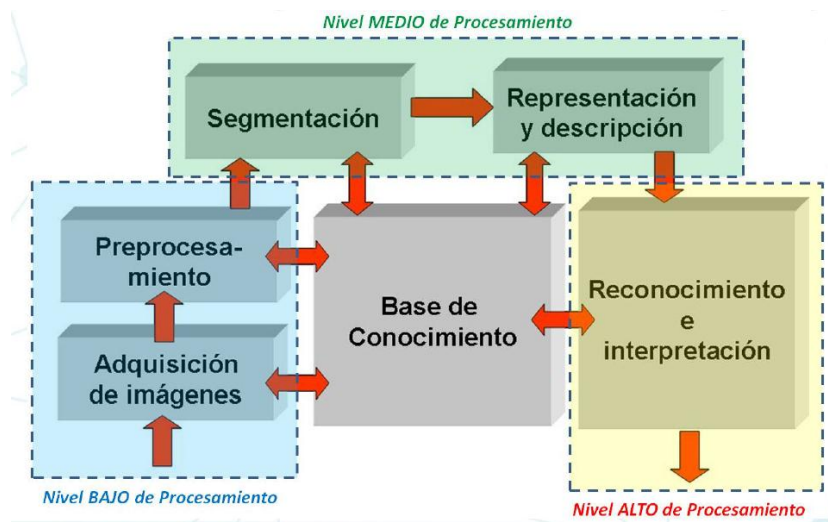 Nivel MEDIO de Procesamiento
Segmentación
Representación
y descripción
Preprocesa-
miento
Base de
Conocimiento
Reconocimiento
e
interpretación
Adquisición
de imágenes
Nivel BAJO de Procesamiento
Nivel ALTO de Procesamiento